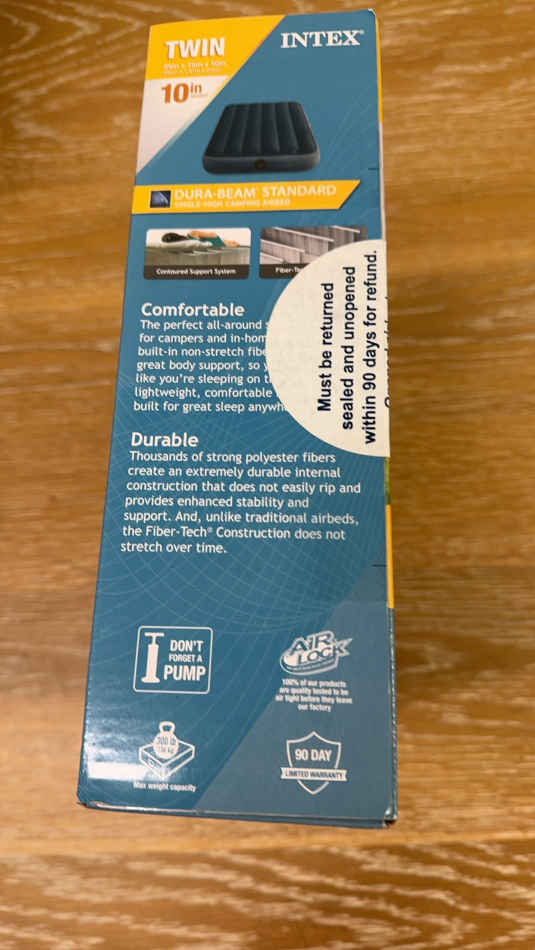 TWIN
INTEX®
10in
DURA-BEAM® STANDARD
SINGLE-HIGH CAMPING AIRBED
Contoured Support System
Must be returned
sealed and unopened
within 90 days for refund.
Comfortable
The perfect all-around
for campers and in-hom
built-in non-stretch fibe
great body support, so y
like you're sleeping on t
lightweight, comfortable
built for great sleep anywh
Durable
Thousands of strong polyester fibers
create an extremely durable internal
construction that does not easily rip and
provides enhanced stability and
support. And, unlike traditional airbeds,
the Fiber-Tech® Construction does not
stretch over time.
DON'T
FORGET A
PUMP
AIR
LOCK
100% of our products
are quality tested to be
air tight before they leave
our factory
300 lb
136 kg
Max weight capacity
90 DAY
LIMITED WARRANTY